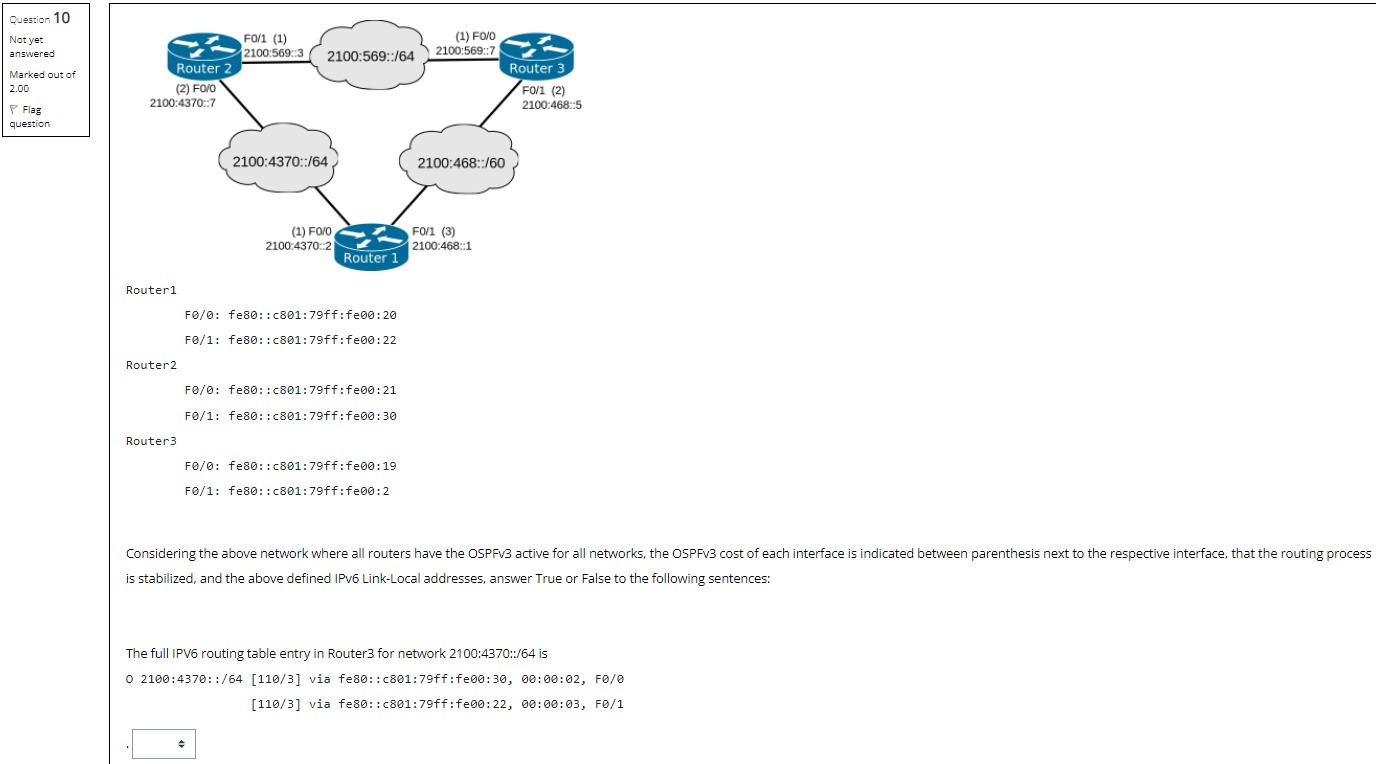 Question 10
Not yet
answered
Marked out of
2.00
Flag
question
F0/1 (1)
2100:569::3
2100:569::/64
(1) F0/0
2100:569::7
Router 2
Router 3
(2) F0/0
2100:4370::7
F0/1 (2)
2100:468::5
2100:4370::/64
2100:468::/60
(1) F0/0
2100:4370::2
F0/1 (3)
2100:468::1
Router 1
Router1
F0/0: fe80::c801:79ff:fe00:20
F0/1: fe80::c801:79ff:fe00:22
Router2
F0/0: fe80::c801:79ff:fe00:21
F0/1: fe80::c801:79ff:fe00:30
Router3
F0/0: fe80::c801:79ff:fe00:19
F0/1: fe80::c801:79ff:fe00:2
Considering the above network where all routers have the OSPFv3 active for all networks, the OSPFv3 cost of each interface is indicated between parenthesis next to the respective interface, that the routing process
is stabilized, and the above defined IPv6 Link-Local addresses, answer True or False to the following sentences:
The full IPV6 routing table entry in Router3 for network 2100:4370::/64 is
O 2100:4370::/64 [110/3] via fe80::c801:79ff:fe00:30, 00:00:02, F0/0
[110/3] via fe80::c801:79ff:fe00:22, 00:00:03, F0/1
.